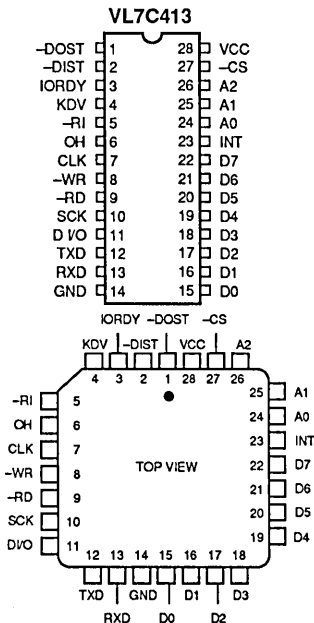 VL7C413
–DOST 1 28 VCC
–DIST 2 27 –CS
IORDY 3 26 A2
KDV 4 25 A1
–RI 5 24 A0
OH 6 23 INT
CLK 7 22 D7
–WR 8 21 D6
–RD 9 20 D5
SCK 10 19 D4
D I/O 11 18 D3
TXD 12 17 D2
RXD 13 16 D1
GND 14 15 D0
IORDY –DOST –CS
KDV –DIST VCC A2
4 3 2 1 28 27 26
–RI 5 25 A1
OH 6 24 A0
CLK 7 23 INT
–WR 8 TOP VIEW 22 D7
–RD 9 21 D6
SCK 10 20 D5
DI/O 11 19 D4
12 13 14 15 16 17 18
TXD GND D1 D3
RXD D0 D2